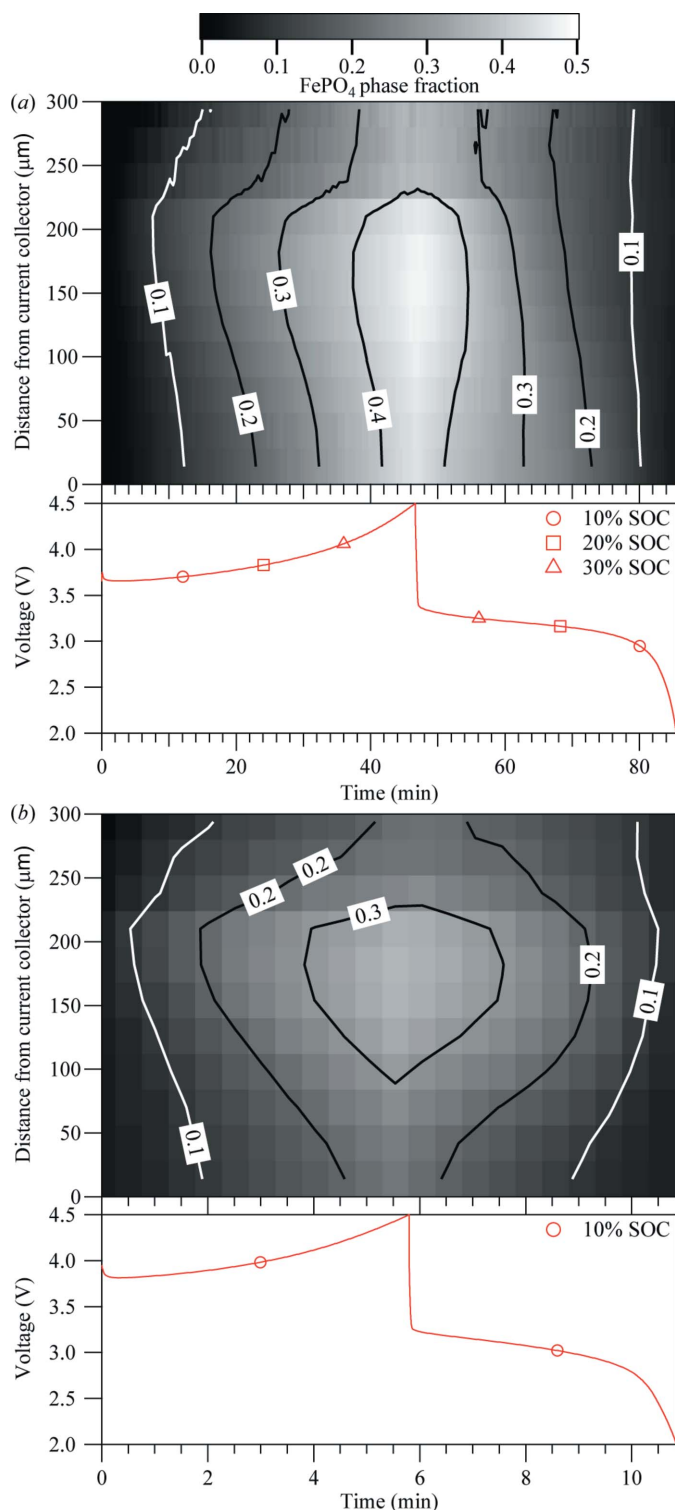 0.0 0.1 0.2 0.3 0.4 0.5
FePO₄ phase fraction
(a)
300
250
200
150
100
50
0
Distance from current collector (μm)
0.1
0.2
0.3
0.4
0.3
0.2
0.1
4.5
4.0
3.5
3.0
2.5
2.0
Voltage (V)
10% SOC
20% SOC
30% SOC
0 20 40 60 80
Time (min)
(b)
300
250
200
150
100
50
0
Distance from current collector (μm)
0.1
0.2
0.2
0.3
0.2
0.1
4.5
4.0
3.5
3.0
2.5
2.0
Voltage (V)
10% SOC
0 2 4 6 8 10
Time (min)